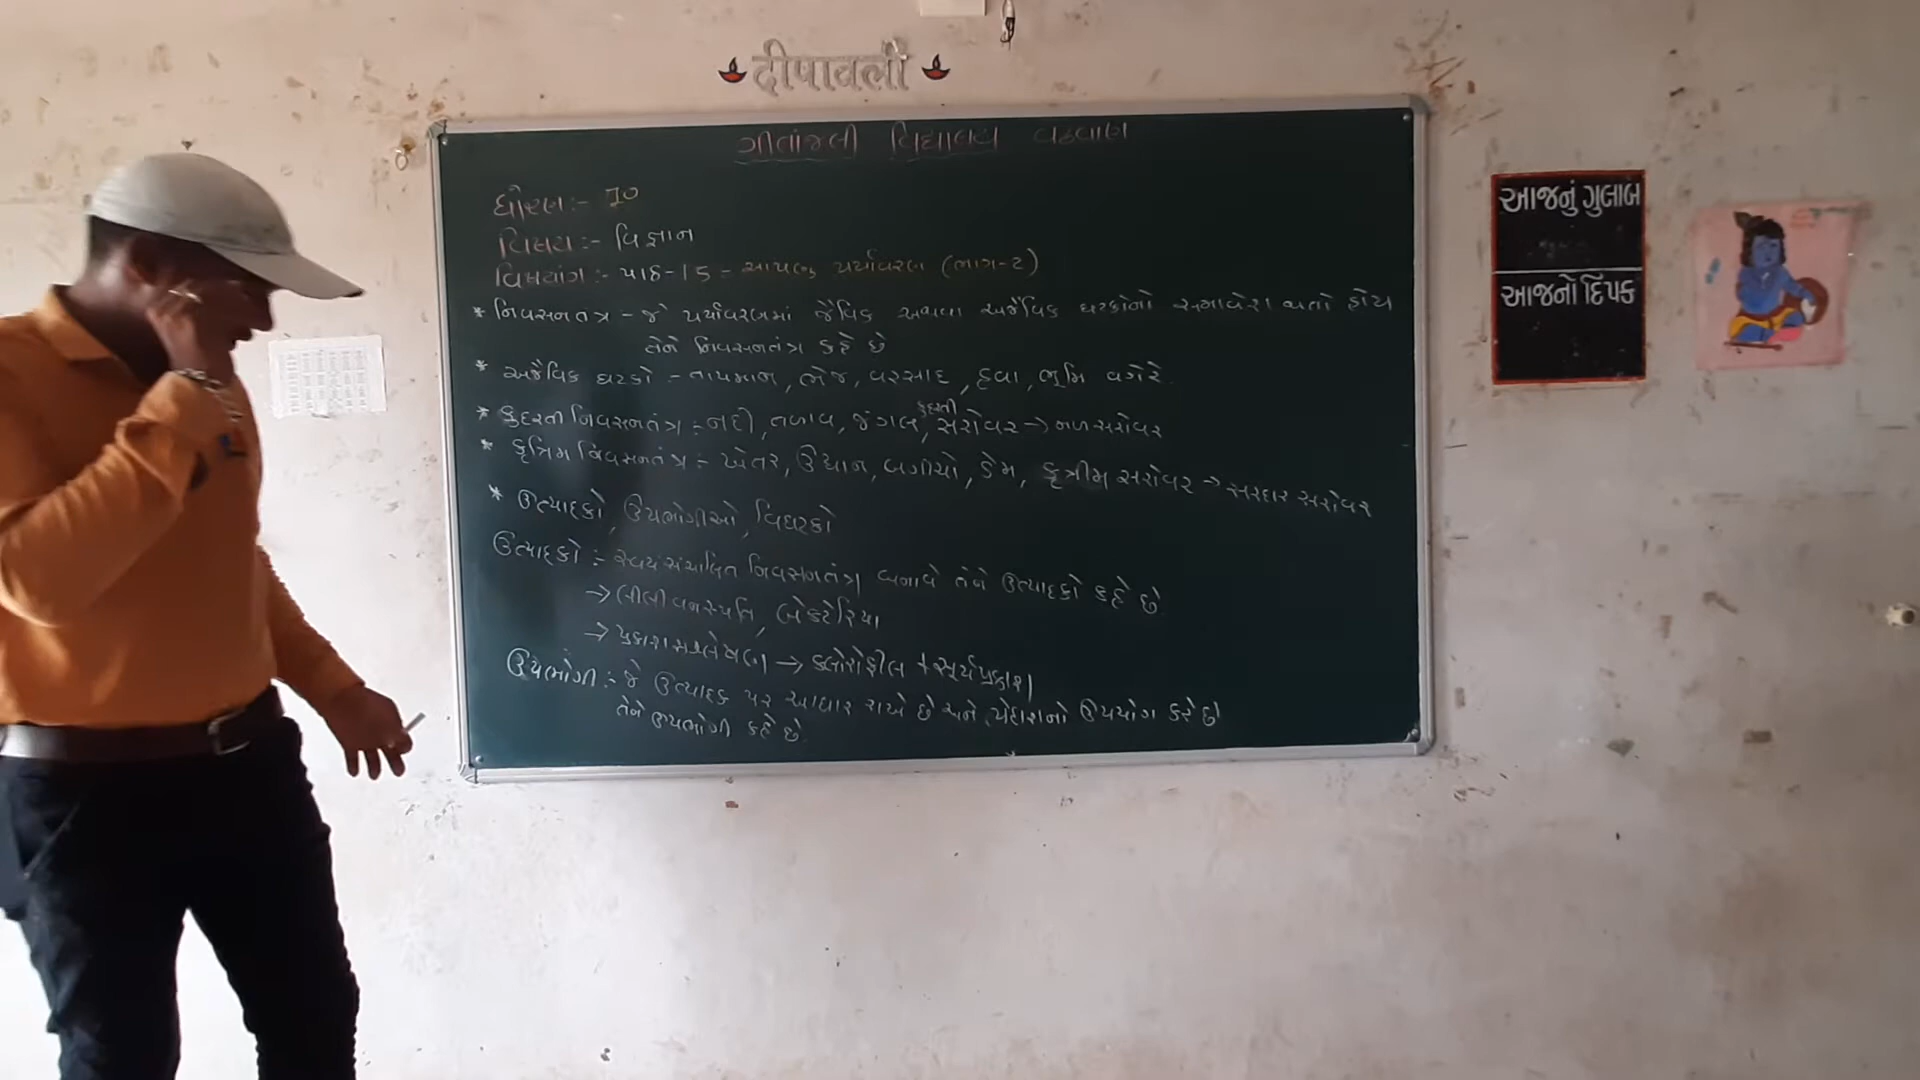 दीपावली
ગીતાંજલી વિદ્યાલય વઢવાણ
ધોરણ :- 10
વિષય :- વિજ્ઞાન
વિષયાંગ :- પાઠ-15 - આપણુ પર્યાવરણ (ભાગ-2)
* નિવસનતંત્ર - જે પર્યાવરણમાં જૈવિક અથવા અજૈવિક ઘટકોનો સમાવેશ થતો હોય
તેને નિવસનતંત્ર કહે છે
* અજૈવિક ઘટકો :- તાપમાન, ભેજ, વરસાદ, હવા, ભુમિ વગેરે.
* કુદરતી નિવસનતંત્ર :- નદી, તળાવ, જંગલ, કુદરતી સરોવર → નળ સરોવર
* કૃત્રિમ નિવસનતંત્ર :- ખેતર, ઉદ્યાન, બગીચો, ડેમ, કૃત્રીમ સરોવર → સરદાર સરોવર
* ઉત્પાદકો, ઉપભોગીઓ, વિઘટકો
ઉત્પાદકો :- સ્વયં સંચાલિત નિવસનતંત્ર બનાવે તેને ઉત્પાદકો કહે છે.
→ લીલી વનસ્પતિ, બેક્ટેરિયા
→ પ્રકાશસંશ્લેષણ → ક્લોરોફીલ + સૂર્યપ્રકાશ
ઉપભોગી :- જે ઉત્પાદક પર આધાર રાખે છે અને પેદાશનો ઉપયોગ કરે છે
તેને ઉપભોગી કહે છે.
આજનું ગુલાબ
આજનો દિપક